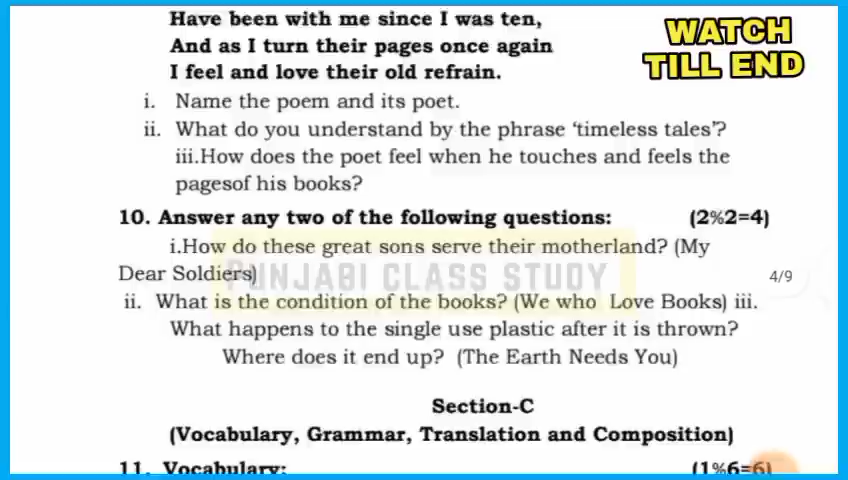 Have been with me since I was ten,
And as I turn their pages once again
I feel and love their old refrain.
WATCH
TILL END
i. Name the poem and its poet.
ii. What do you understand by the phrase 'timeless tales'?
iii.How does the poet feel when he touches and feels the
pagesof his books?
10. Answer any two of the following questions: (2%2=4)
i.How do these great sons serve their motherland? (My
Dear Soldiers)
PUNJABI CLASS STUDY
4/9
ii. What is the condition of the books? (We who Love Books) iii.
What happens to the single use plastic after it is thrown?
Where does it end up? (The Earth Needs You)
Section-C
(Vocabulary, Grammar, Translation and Composition)
11. Vocabulary: (1%6=6)